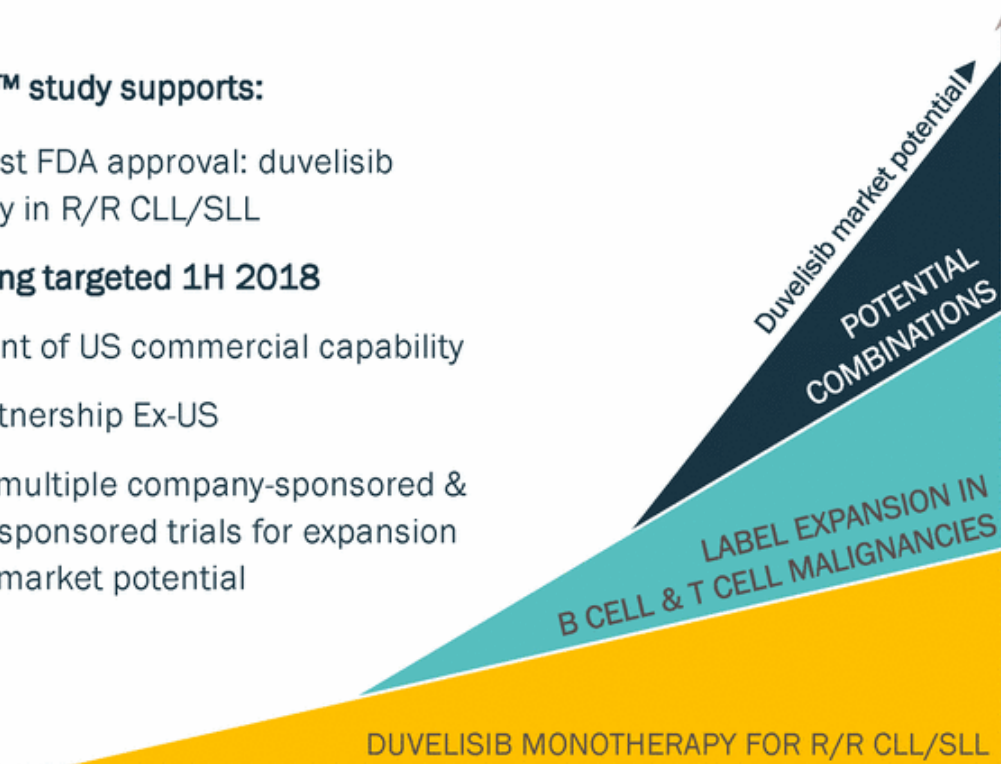 ™ study supports:
st FDA approval: duvelisib
y in R/R CLL/SLL
ng targeted 1H 2018
nt of US commercial capability
tnership Ex-US
multiple company-sponsored &
sponsored trials for expansion
market potential
Duvelisib market potential
POTENTIAL
COMBINATIONS
LABEL EXPANSION IN
B CELL & T CELL MALIGNANCIES
DUVELISIB MONOTHERAPY FOR R/R CLL/SLL